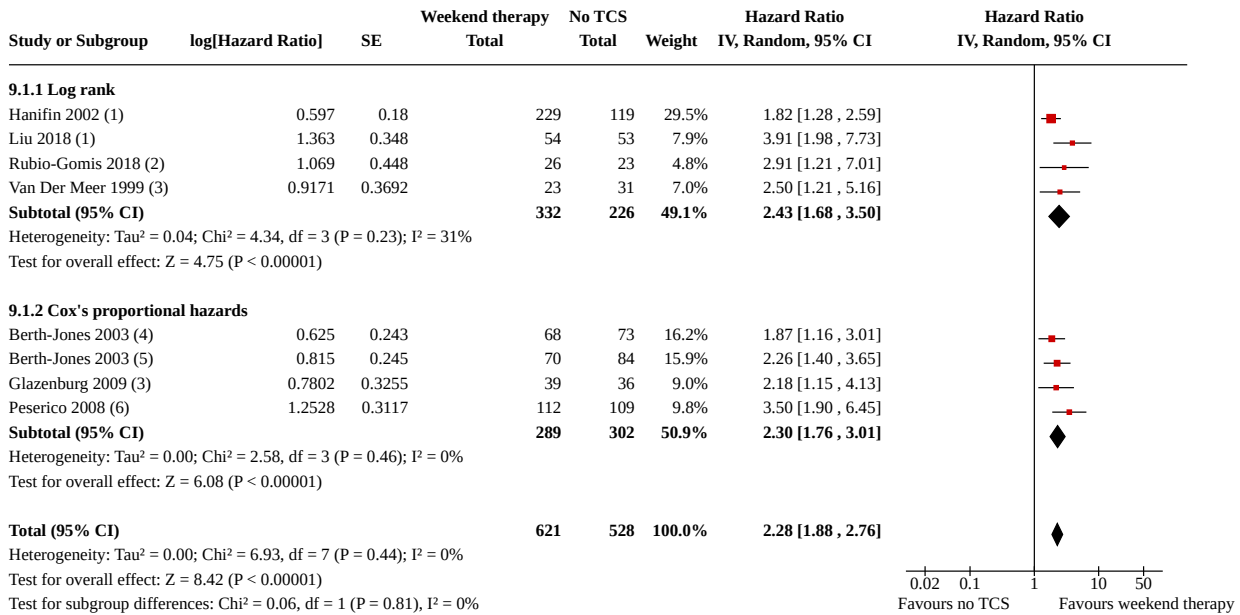 Weekend therapy No TCS Hazard Ratio Hazard Ratio
Study or Subgroup log[Hazard Ratio] SE Total Total Weight IV, Random, 95% CI IV, Random, 95% CI
9.1.1 Log rank
Hanifin 2002 (1) 0.597 0.18 229 119 29.5% 1.82 [1.28 , 2.59]
Liu 2018 (1) 1.363 0.348 54 53 7.9% 3.91 [1.98 , 7.73]
Rubio-Gomis 2018 (2) 1.069 0.448 26 23 4.8% 2.91 [1.21 , 7.01]
Van Der Meer 1999 (3) 0.9171 0.3692 23 31 7.0% 2.50 [1.21 , 5.16]
Subtotal (95% CI) 332 226 49.1% 2.43 [1.68 , 3.50]
Heterogeneity: Tau² = 0.04; Chi² = 4.34, df = 3 (P = 0.23); I² = 31%
Test for overall effect: Z = 4.75 (P < 0.00001)
9.1.2 Cox's proportional hazards
Berth-Jones 2003 (4) 0.625 0.243 68 73 16.2% 1.87 [1.16 , 3.01]
Berth-Jones 2003 (5) 0.815 0.245 70 84 15.9% 2.26 [1.40 , 3.65]
Glazenburg 2009 (3) 0.7802 0.3255 39 36 9.0% 2.18 [1.15 , 4.13]
Peserico 2008 (6) 1.2528 0.3117 112 109 9.8% 3.50 [1.90 , 6.45]
Subtotal (95% CI) 289 302 50.9% 2.30 [1.76 , 3.01]
Heterogeneity: Tau² = 0.00; Chi² = 2.58, df = 3 (P = 0.46); I² = 0%
Test for overall effect: Z = 6.08 (P < 0.00001)
Total (95% CI) 621 528 100.0% 2.28 [1.88 , 2.76]
Heterogeneity: Tau² = 0.00; Chi² = 6.93, df = 7 (P = 0.44); I² = 0%
Test for overall effect: Z = 8.42 (P < 0.00001) 0.02 0.1 1 10 50
Test for subgroup differences: Chi² = 0.06, df = 1 (P = 0.81), I² = 0% Favours no TCS Favours weekend therapy